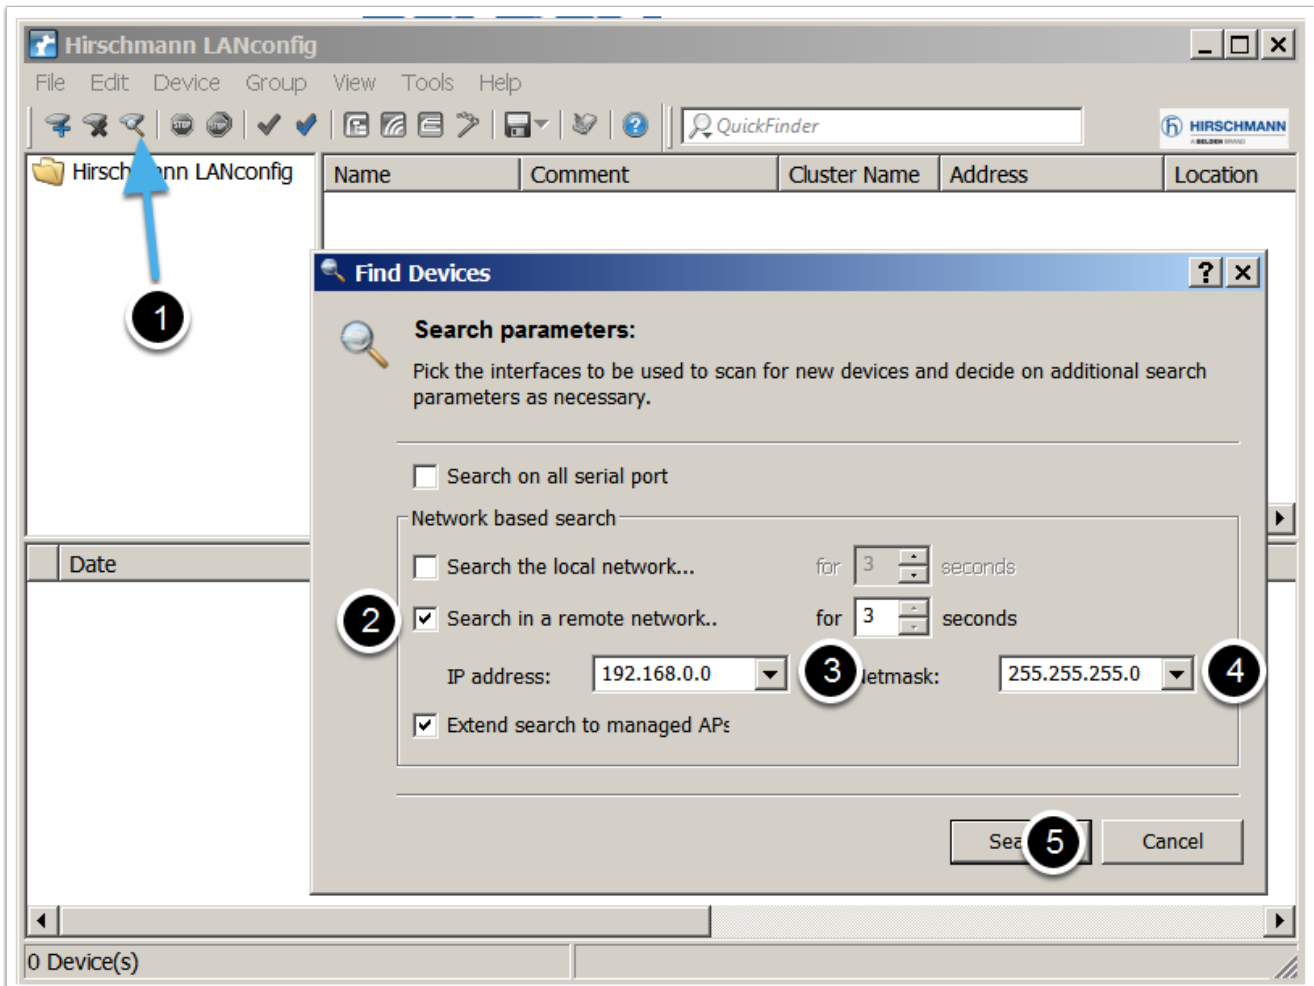 Hirschmann LANconfig
File Edit Device Group View Tools Help
QuickFinder
HIRSCHMANN
A BELDEN BRAND
Hirschmann LANconfig
Name Comment Cluster Name Address Location
1
Find Devices
Search parameters:
Pick the interfaces to be used to scan for new devices and decide on additional search
parameters as necessary.
Search on all serial port
Network based search
Date
Search the local network... for 3 seconds
2 Search in a remote network.. for 3 seconds
IP address: 192.168.0.0 3 Netmask: 255.255.255.0 4
Extend search to managed APs
Sea 5 Cancel
0 Device(s)